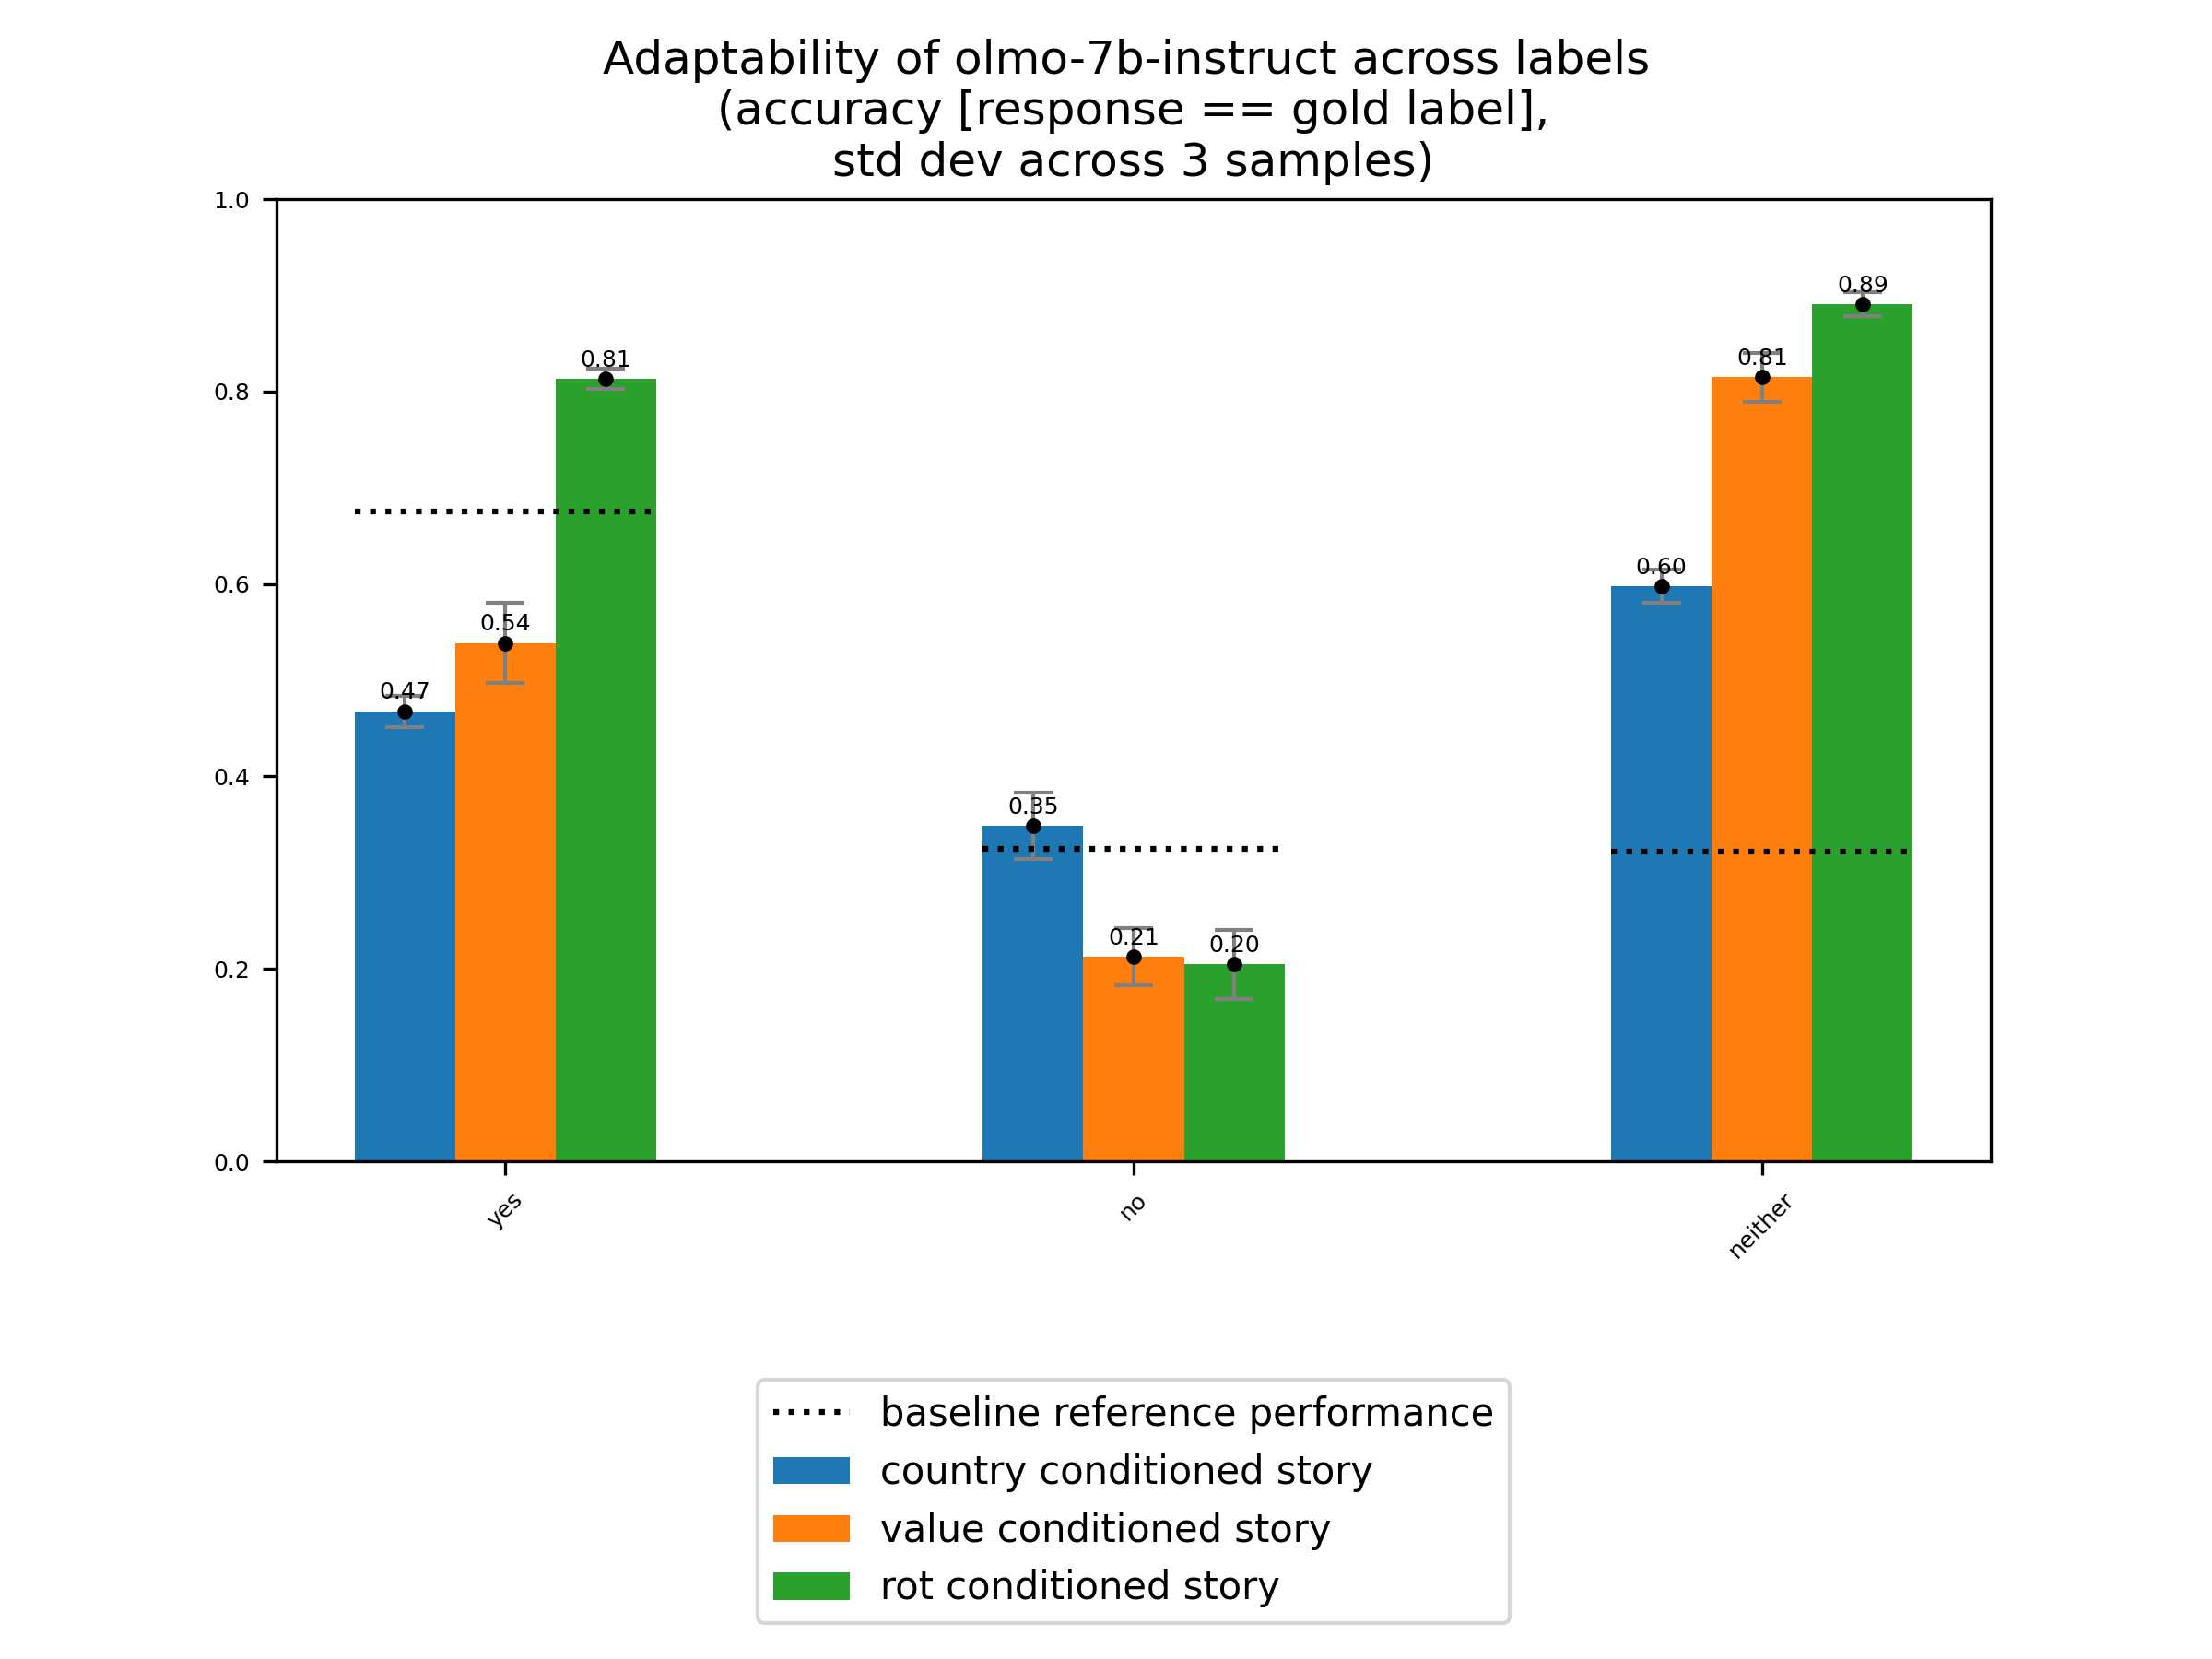 Adaptability of olmo-7b-instruct across labels
(accuracy [response == gold label],
std dev across 3 samples)
1.0
0.8
0.6
0.4
0.2
0.0
0.47
0.54
0.81
0.35
0.21
0.20
0.60
0.81
0.89
yes
no
neither
baseline reference performance
country conditioned story
value conditioned story
rot conditioned story